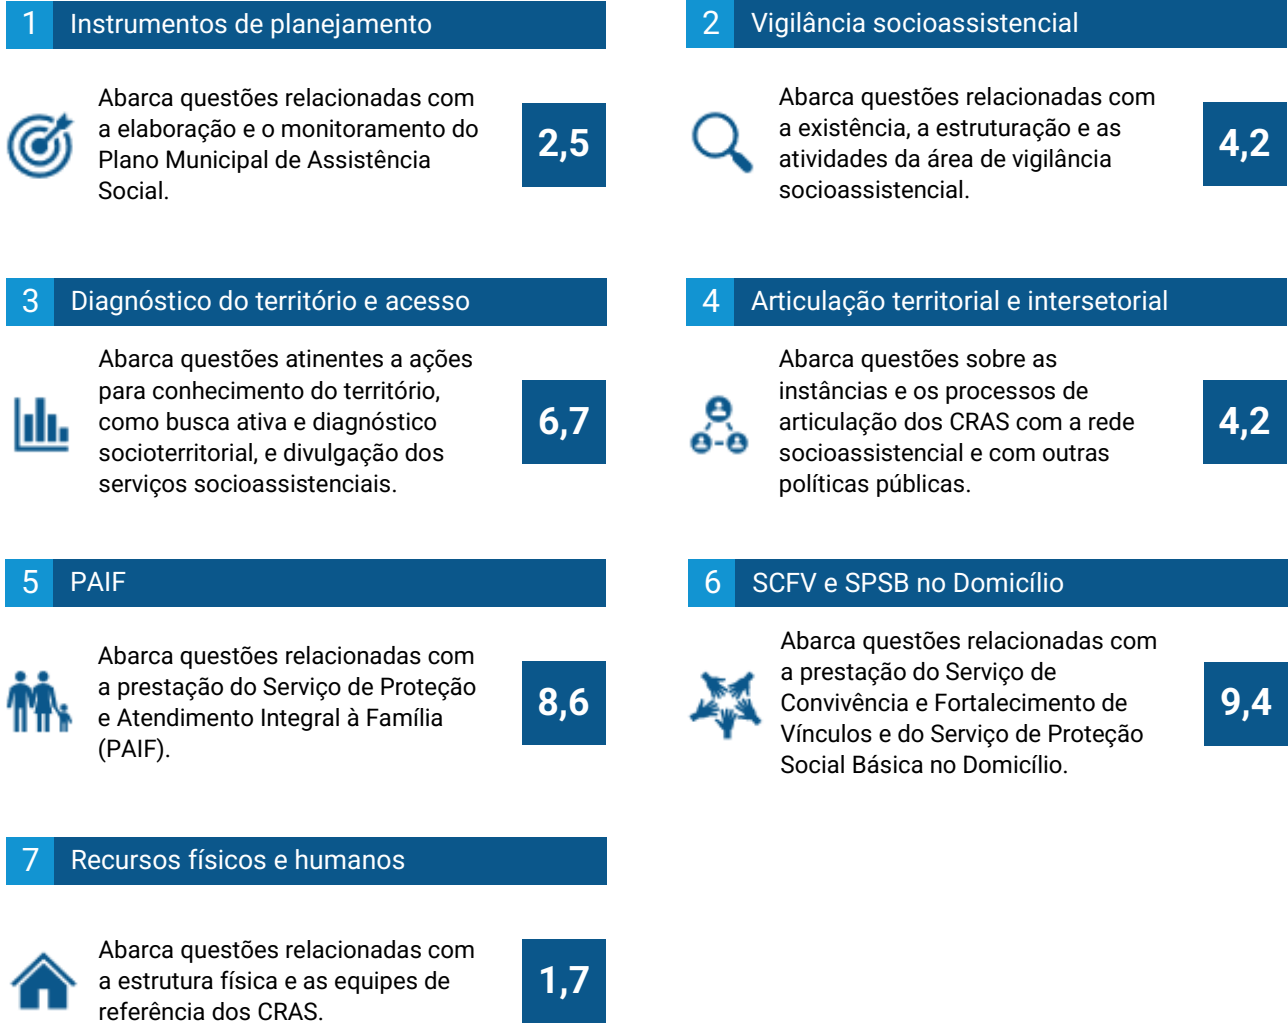 1 Instrumentos de planejamento
Abarca questões relacionadas com
a elaboração e o monitoramento do
Plano Municipal de Assistência
Social.
2,5
2 Vigilância socioassistencial
Abarca questões relacionadas com
a existência, a estruturação e as
atividades da área de vigilância
socioassistencial.
4,2
3 Diagnóstico do território e acesso
Abarca questões atinentes a ações
para conhecimento do território,
como busca ativa e diagnóstico
socioterritorial, e divulgação dos
serviços socioassistenciais.
6,7
4 Articulação territorial e intersetorial
Abarca questões sobre as
instâncias e os processos de
articulação dos CRAS com a rede
socioassistencial e com outras
políticas públicas.
4,2
5 PAIF
Abarca questões relacionadas com
a prestação do Serviço de Proteção
e Atendimento Integral à Família
(PAIF).
8,6
6 SCFV e SPSB no Domicílio
Abarca questões relacionadas com
a prestação do Serviço de
Convivência e Fortalecimento de
Vínculos e do Serviço de Proteção
Social Básica no Domicílio.
9,4
7 Recursos físicos e humanos
Abarca questões relacionadas com
a estrutura física e as equipes de
referência dos CRAS.
1,7